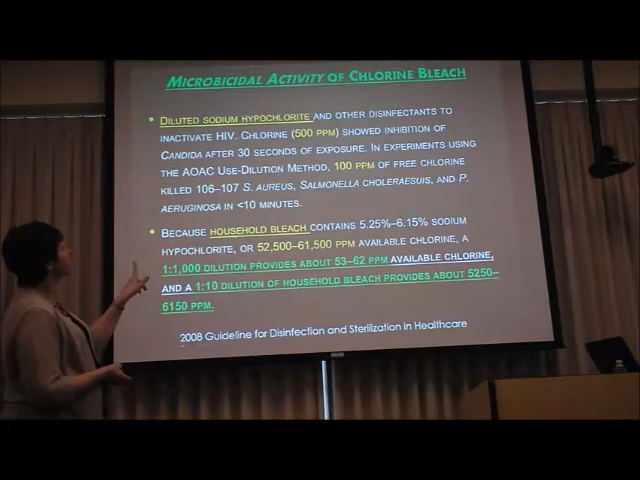 MICROBICIDAL ACTIVITY OF CHLORINE BLEACH
• DILUTED SODIUM HYPOCHLORITE AND OTHER DISINFECTANTS TO
INACTIVATE HIV. CHLORINE (500 PPM) SHOWED INHIBITION OF
CANDIDA AFTER 30 SECONDS OF EXPOSURE. IN EXPERIMENTS USING
THE AOAC USE-DILUTION METHOD, 100 PPM OF FREE CHLORINE
KILLED 106–107 S. AUREUS, SALMONELLA CHOLERAESUIS, AND P.
AERUGINOSA IN <10 MINUTES.
• BECAUSE HOUSEHOLD BLEACH CONTAINS 5.25%–6.15% SODIUM
HYPOCHLORITE, OR 52,500–61,500 PPM AVAILABLE CHLORINE, A
1:1,000 DILUTION PROVIDES ABOUT 53–62 PPM AVAILABLE CHLORINE,
AND A 1:10 DILUTION OF HOUSEHOLD BLEACH PROVIDES ABOUT 5250–
6150 PPM.
2008 Guideline for Disinfection and Sterilization in Healthcare